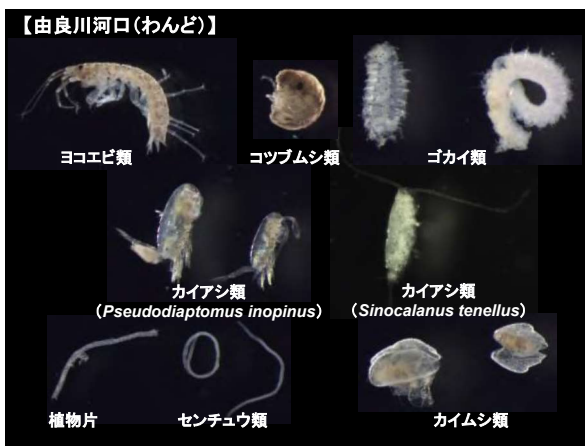 【由良川河口（わんど）】
ヨコエビ類
コツブムシ類
ゴカイ類
カイアシ類
（Pseudodiaptomus inopinus）
カイアシ類
（Sinocalanus tenellus）
植物片
センチュウ類
カイムシ類